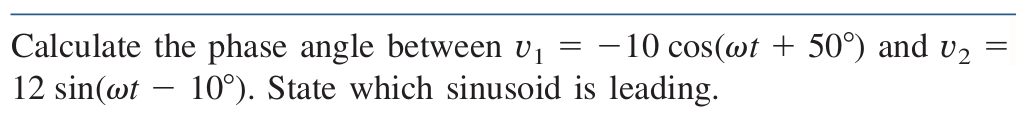 Calculate the phase angle between v₁ = −10 cos(ωt + 50°) and v₂ =
12 sin(ωt − 10°). State which sinusoid is leading.